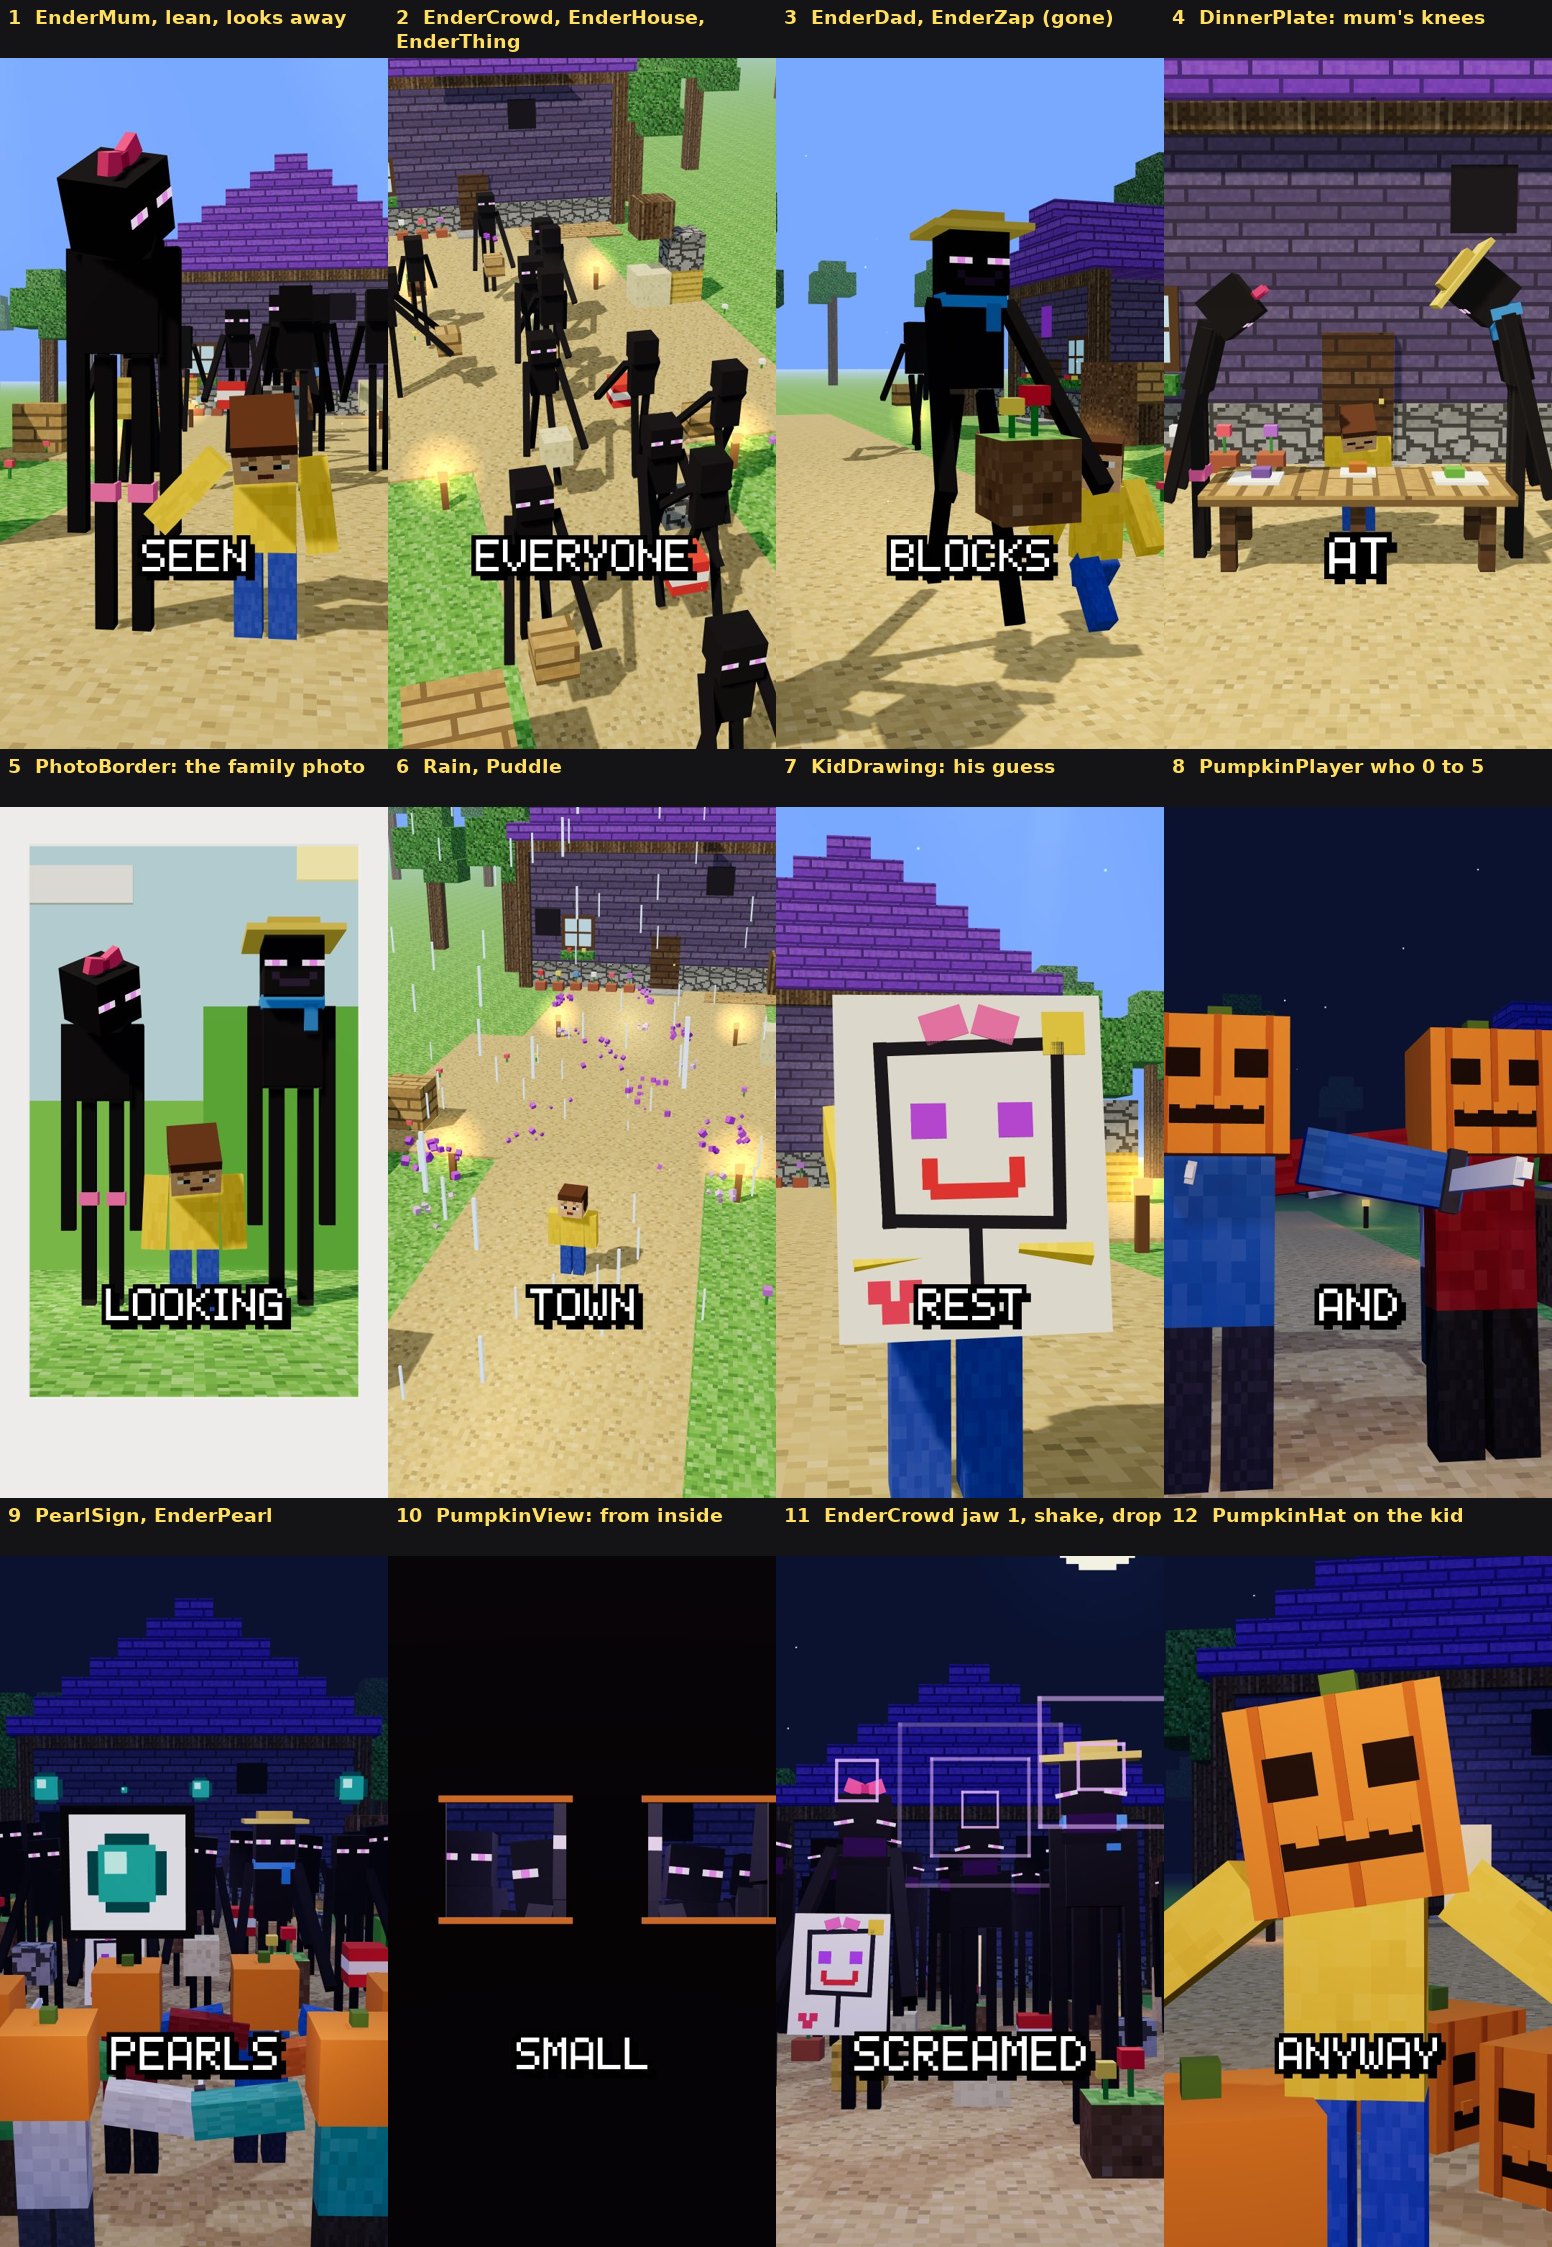 1 EnderMum, lean, looks away
2 EnderCrowd, EnderHouse,
EnderThing
3 EnderDad, EnderZap (gone)
4 DinnerPlate: mum's knees
SEEN
EVERYONE
BLOCKS
AT
5 PhotoBorder: the family photo
6 Rain, Puddle
7 KidDrawing: his guess
8 PumpkinPlayer who 0 to 5
LOOKING
TOWN
REST
AND
9 PearlSign, EnderPearl
10 PumpkinView: from inside
11 EnderCrowd jaw 1, shake, drop
12 PumpkinHat on the kid
PEARLS
SMALL
SCREAMED
ANYWAY